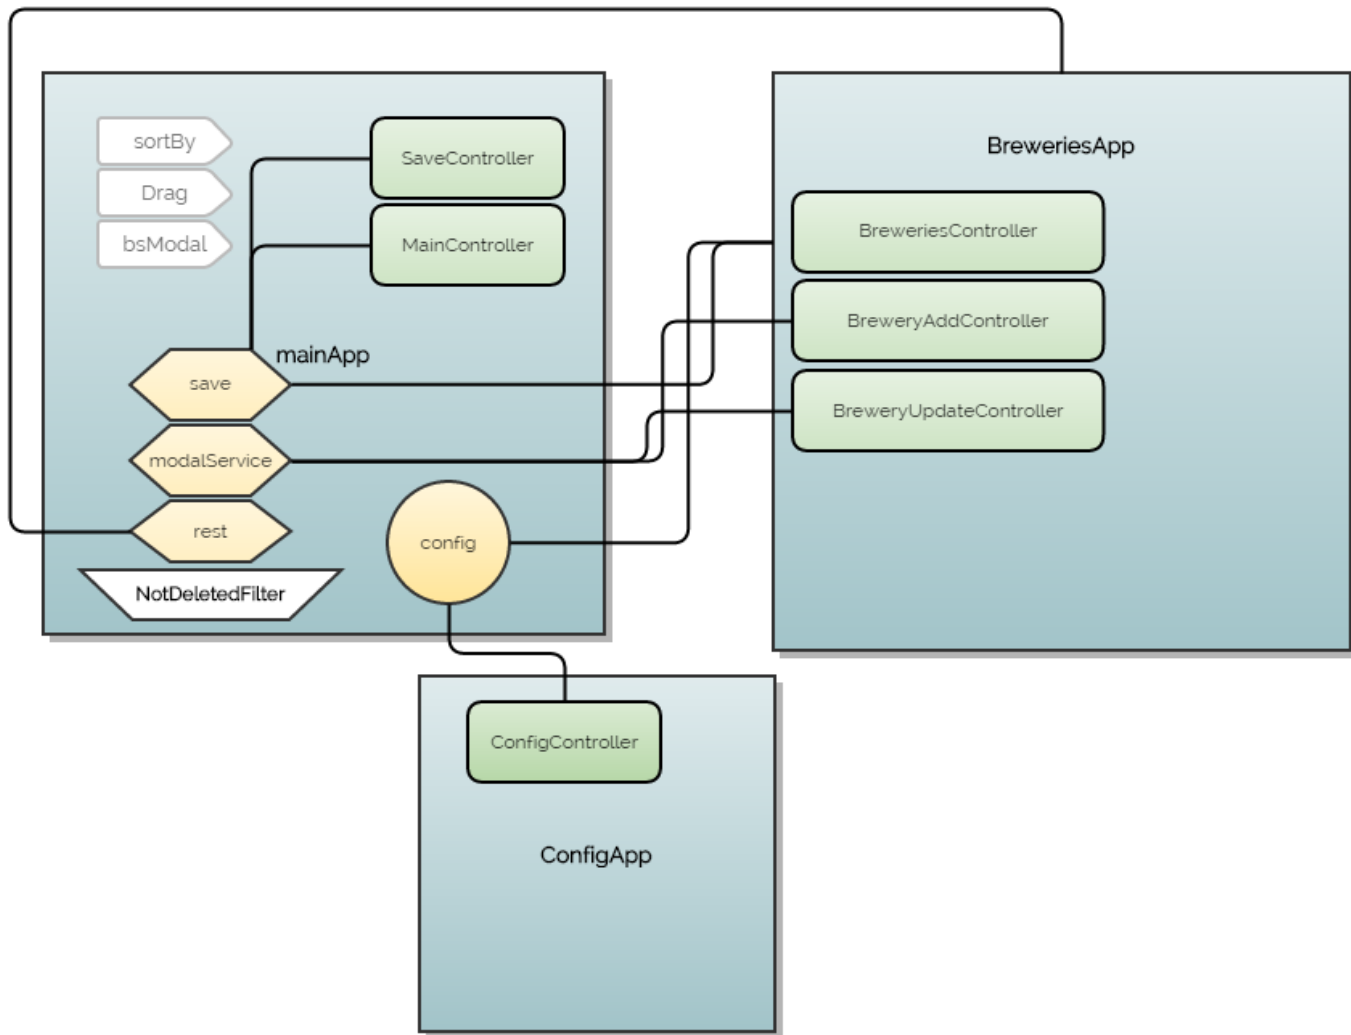 sortBy
Drag
bsModal
SaveController
MainController
mainApp
save
modalService
rest
NotDeletedFilter
config
BreweriesApp
BreweriesController
BreweryAddController
BreweryUpdateController
ConfigController
ConfigApp